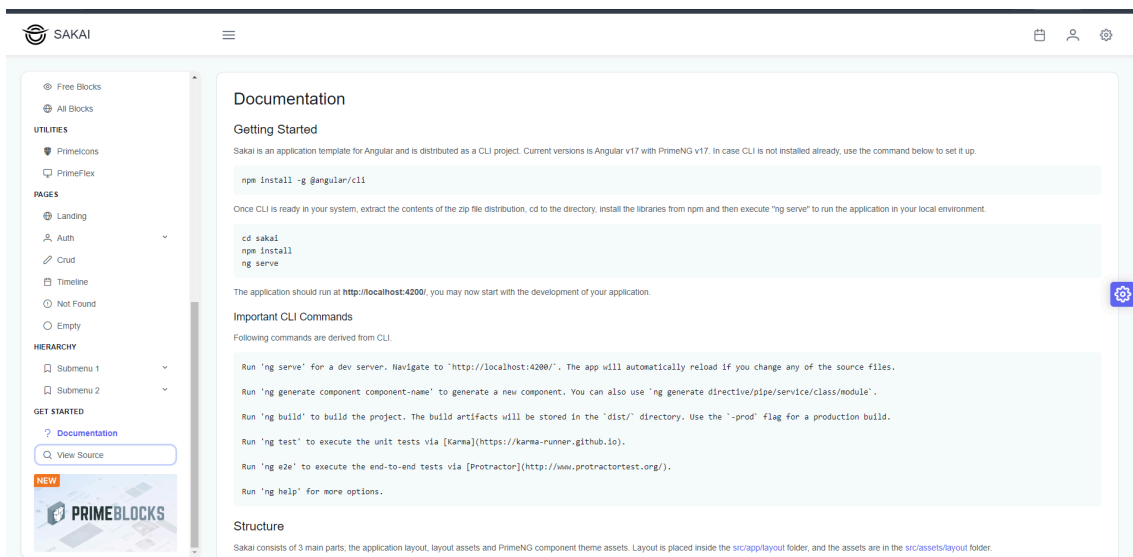 SAKAI
Free Blocks
All Blocks
UTILITIES
PrimeIcons
PrimeFlex
PAGES
Landing
Auth
Crud
Timeline
Not Found
Empty
HIERARCHY
Submenu 1
Submenu 2
GET STARTED
Documentation
View Source
NEW
PRIMEBLOCKS
Documentation
Getting Started
Sakai is an application template for Angular and is distributed as a CLI project. Current versions is Angular v17 with PrimeNG v17. In case CLI is not installed already, use the command below to set it up.
npm install -g @angular/cli
Once CLI is ready in your system, extract the contents of the zip file distribution, cd to the directory, install the libraries from npm and then execute "ng serve" to run the application in your local environment.
cd sakai
npm install
ng serve
The application should run at http://localhost:4200/, you may now start with the development of your application.
Important CLI Commands
Following commands are derived from CLI.
Run 'ng serve' for a dev server. Navigate to `http://localhost:4200/`. The app will automatically reload if you change any of the source files.
Run 'ng generate component component-name' to generate a new component. You can also use `ng generate directive/pipe/service/class/module`.
Run 'ng build' to build the project. The build artifacts will be stored in the `dist/` directory. Use the `-prod` flag for a production build.
Run 'ng test' to execute the unit tests via [Karma](https://karma-runner.github.io).
Run 'ng e2e' to execute the end-to-end tests via [Protractor](http://www.protractortest.org/).
Run 'ng help' for more options.
Structure
Sakai consists of 3 main parts; the application layout, layout assets and PrimeNG component theme assets. Layout is placed inside the src/app/layout folder, and the assets are in the src/assets/layout folder.